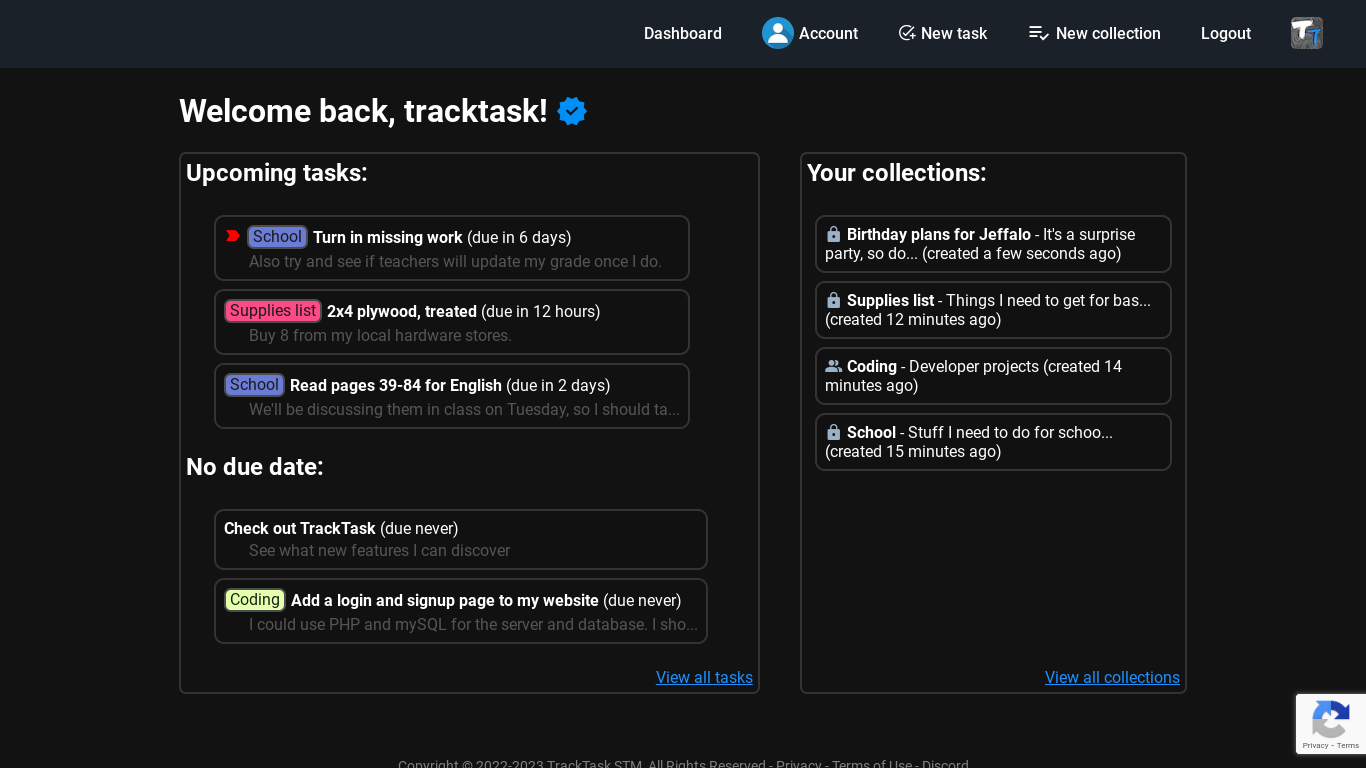 Dashboard
Account
New task
New collection
Logout
TT
Welcome back, tracktask!
Upcoming tasks:
School Turn in missing work (due in 6 days)
Also try and see if teachers will update my grade once I do.
Supplies list 2x4 plywood, treated (due in 12 hours)
Buy 8 from my local hardware stores.
School Read pages 39-84 for English (due in 2 days)
We'll be discussing them in class on Tuesday, so I should ta...
No due date:
Check out TrackTask (due never)
See what new features I can discover
Coding Add a login and signup page to my website (due never)
I could use PHP and mySQL for the server and database. I sho...
View all tasks
Your collections:
Birthday plans for Jeffalo - It's a surprise
party, so do... (created a few seconds ago)
Supplies list - Things I need to get for bas...
(created 12 minutes ago)
Coding - Developer projects (created 14
minutes ago)
School - Stuff I need to do for schoo...
(created 15 minutes ago)
View all collections
Privacy - Terms
Copyright © 2022-2023 TrackTask STM. All Rights Reserved - Privacy - Terms of Use - Discord